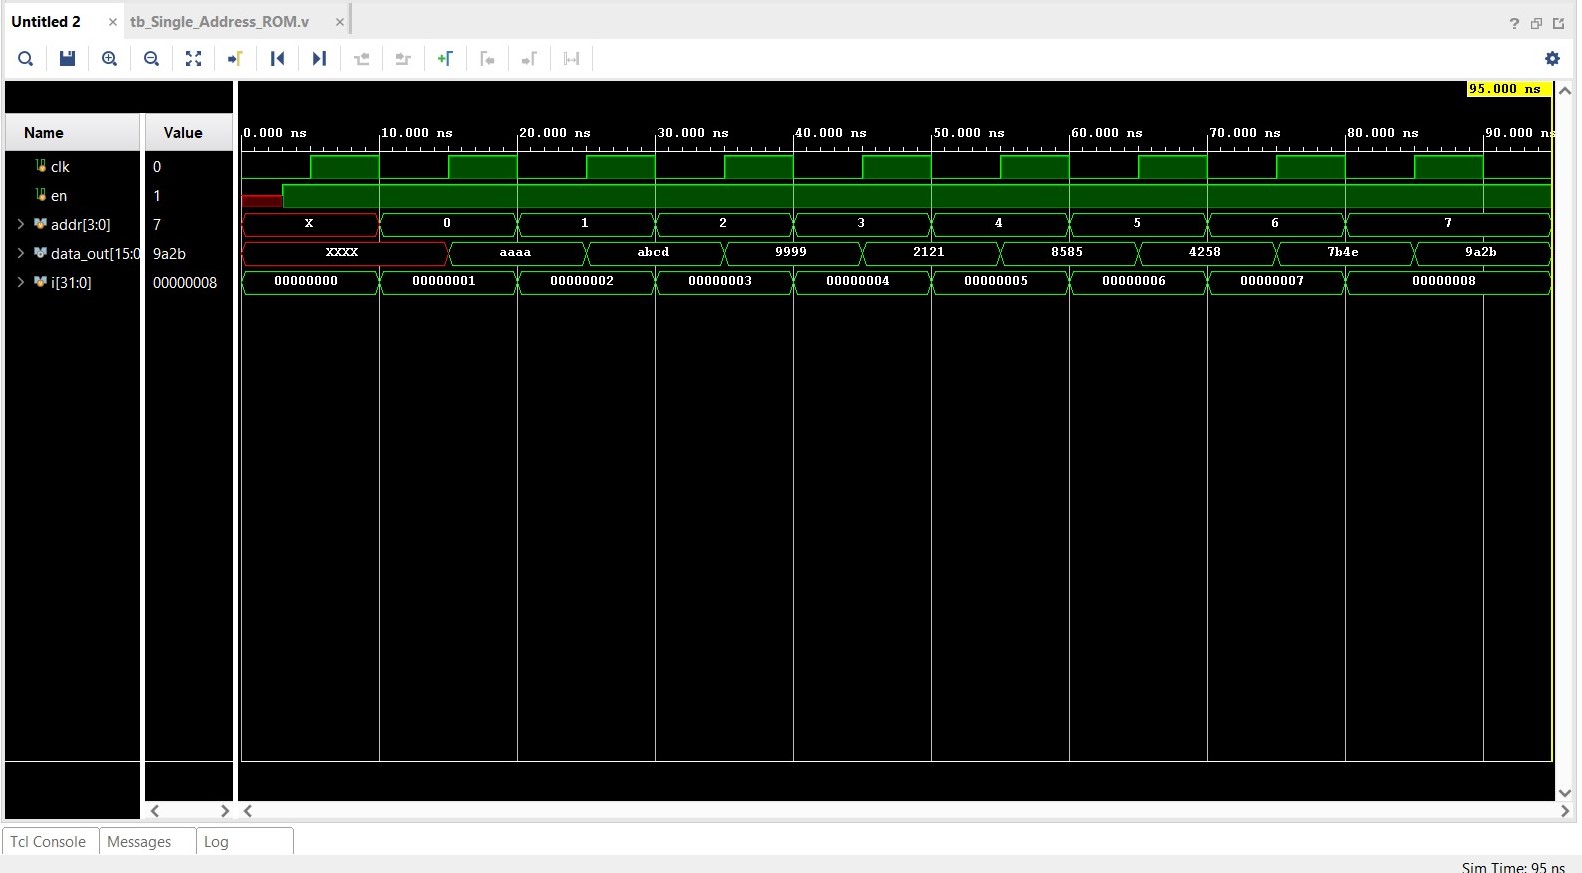 Untitled 2 × tb_Single_Address_ROM.v ×
95.000 ns
Name Value 0.000 ns 10.000 ns 20.000 ns 30.000 ns 40.000 ns 50.000 ns 60.000 ns 70.000 ns 80.000 ns 90.000 ns
clk 0
en 1
addr[3:0] 7 X 0 1 2 3 4 5 6 7
data_out[15:0 9a2b XXXX aaaa abcd 9999 2121 8585 4258 7b4e 9a2b
i[31:0] 00000008 00000000 00000001 00000002 00000003 00000004 00000005 00000006 00000007 00000008
Tcl Console Messages Log
Sim Time: 95 ns